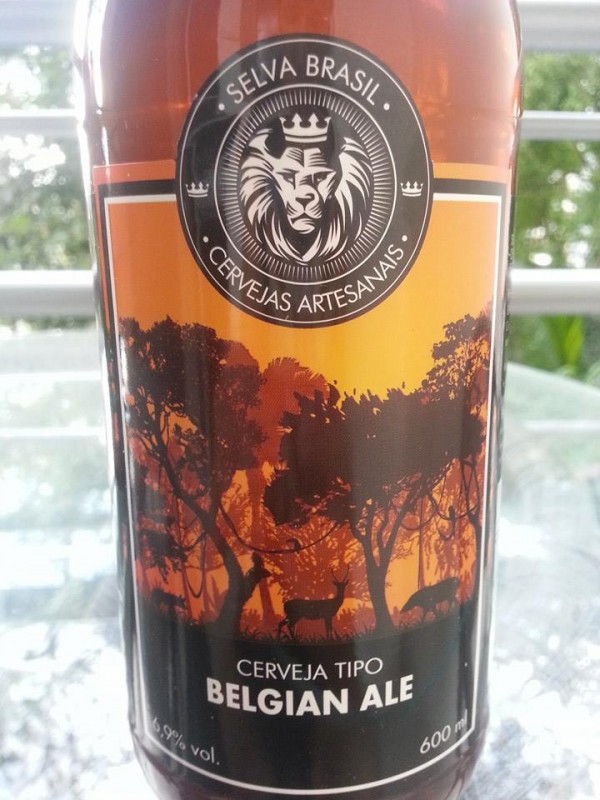 • SELVA BRASIL •
• CERVEJAS ARTESANAIS •
CERVEJA TIPO
BELGIAN ALE
6,9% vol.
600 ml